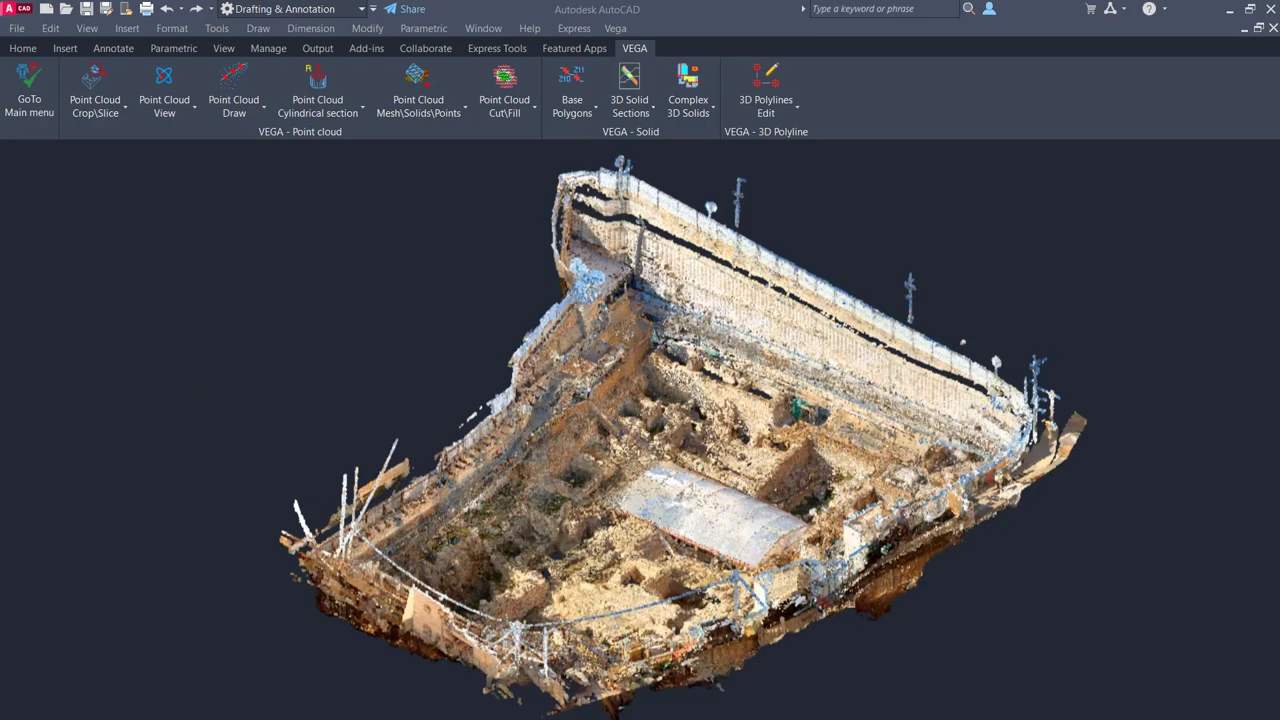 A CAD Drafting & Annotation Share Autodesk AutoCAD Type a keyword or phrase
File Edit View Insert Format Tools Draw Dimension Modify Parametric Window Help Express Vega
Home Insert Annotate Parametric View Manage Output Add-ins Collaborate Express Tools Featured Apps VEGA
GoTo
Main menu
Point Cloud
Crop\Slice
Point Cloud
View
Point Cloud
Draw
R
Point Cloud
Cylindrical section
Point Cloud
Mesh\Solids\Points
Point Cloud
Cut\Fill
Z11
Z10
Base
Polygons
3D Solid
Sections
Complex
3D Solids
3D Polylines
Edit
VEGA - Point cloud
VEGA - Solid
VEGA - 3D Polyline